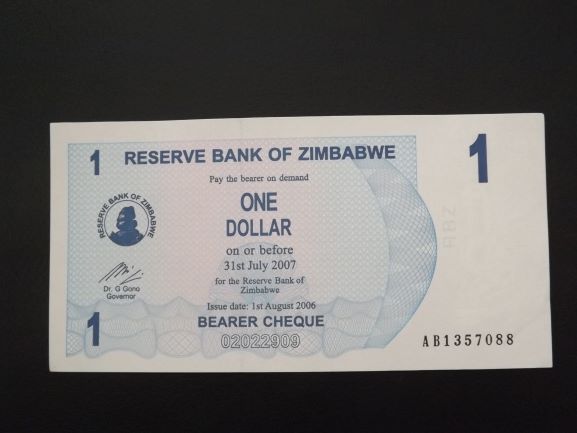 1
RESERVE BANK OF ZIMBABWE
1
Pay the bearer on demand
ONE
DOLLAR
RESERVE BANK OF ZIMBABWE
on or before
31st July 2007
for the Reserve Bank of
Zimbabwe
Dr. G Gono
Governor
Issue date: 1st August 2006
1
BEARER CHEQUE
02022909
AB1357088
RBZ